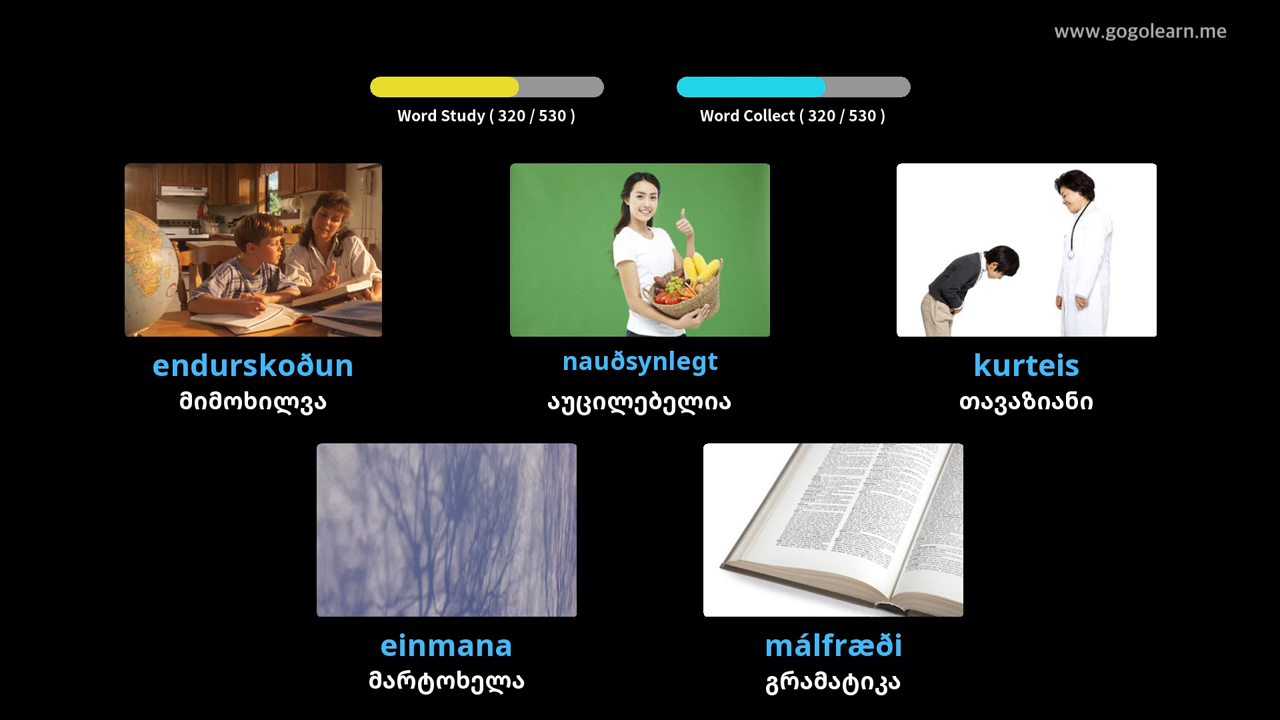 www.gogolearn.me
Word Study ( 320 / 530 )
Word Collect ( 320 / 530 )
endurskoðun
მიმოხილვა
nauðsynlegt
აუცილებელია
kurteis
თავაზიანი
einmana
მარტოხელა
málfræði
გრამატიკა